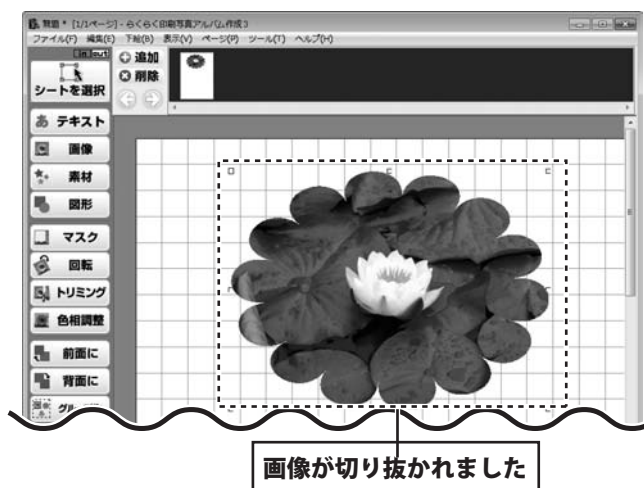 無題 * [1/1ページ] - らくらく印刷写真アルバム作成3
ファイル(F) 編集(E) 下絵(B) 表示(V) ページ(P) ツール(T) ヘルプ(H)
in out
シートを選択
追加
削除
あ テキスト
画像
素材
図形
マスク
回転
トリミング
色相調整
前面に
背面に
画像が切り抜かれました